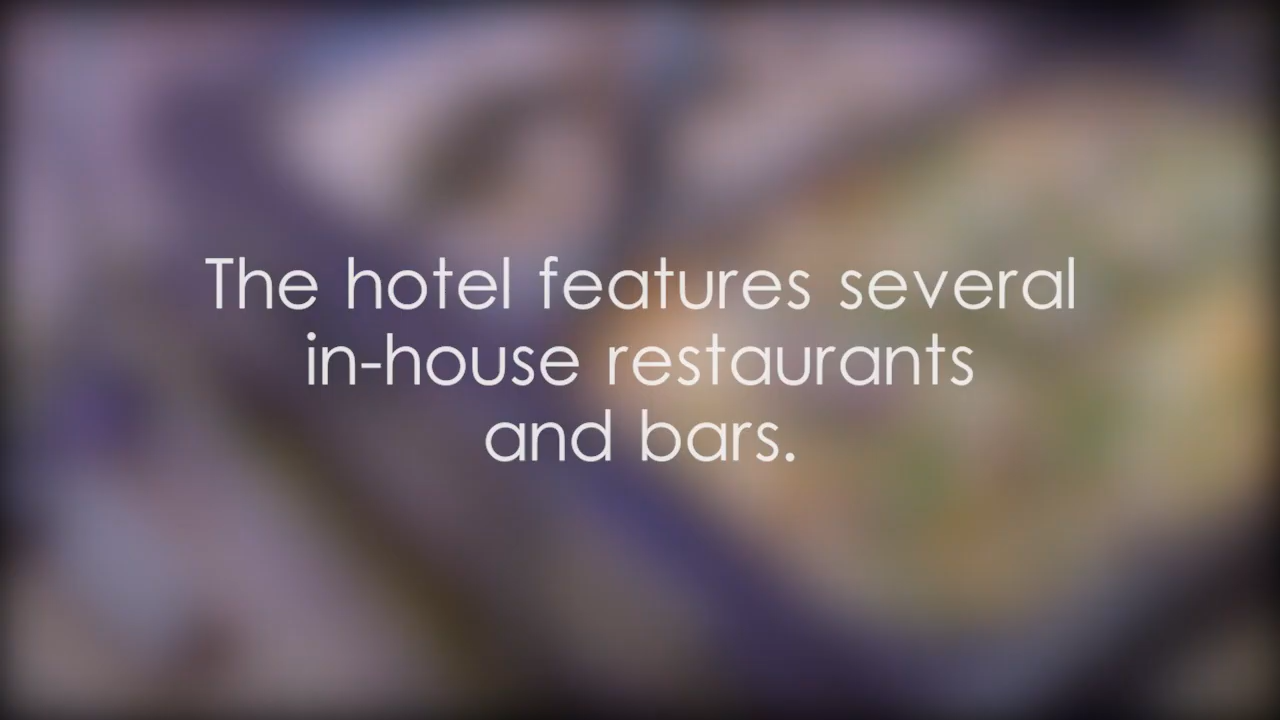 The hotel features several
in-house restaurants
and bars.